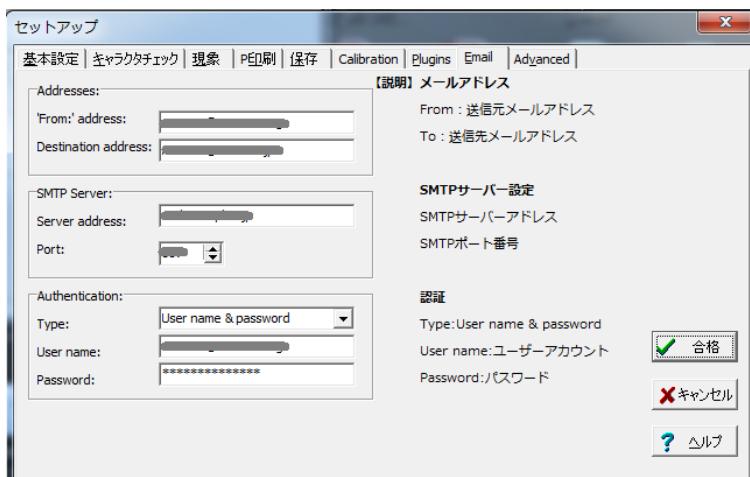 セットアップ
基本設定 キャラクタチェック 現象 PE印刷 保存 Calibration Plugins Email Advanced
Addresses:
'From:' address:
Destination address:
SMTP Server:
Server address:
Port:
Authentication:
Type: User name & password
User name:
Password: **************
【説明】メールアドレス
From：送信元メールアドレス
To：送信先メールアドレス
SMTPサーバー設定
SMTPサーバーアドレス
SMTPポート番号
認証
Type:User name & password
User name:ユーザーアカウント
Password:パスワード
合格
キャンセル
ヘルプ